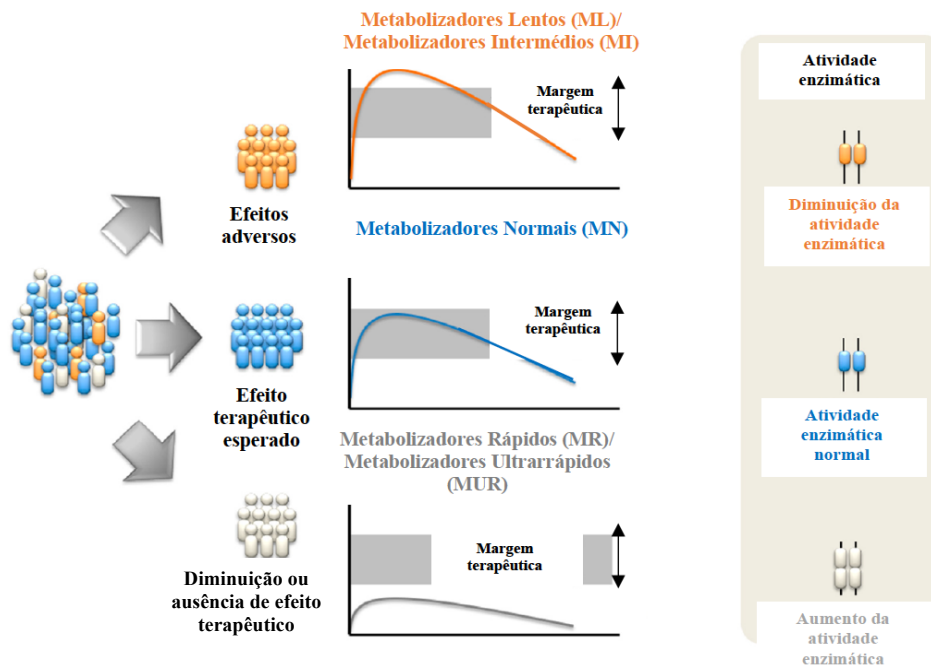 Metabolizadores Lentos (ML)/
Metabolizadores Intermédios (MI)
Margem
terapêutica
Efeitos
adversos
Metabolizadores Normais (MN)
Margem
terapêutica
Efeito
terapêutico
esperado
Metabolizadores Rápidos (MR)/
Metabolizadores Ultrarrápidos
(MUR)
Margem
terapêutica
Diminuição ou
ausência de efeito
terapêutico
Atividade
enzimática
Diminuição da
atividade
enzimática
Atividade
enzimática
normal
Aumento da
atividade
enzimática